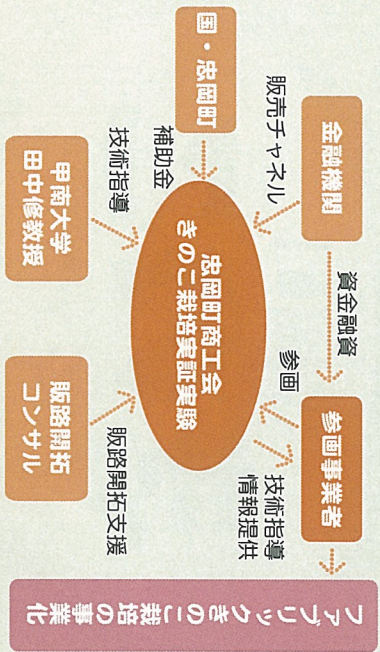 金融機関
資金融資
参画事業者
販売チャネル
参画
技術指導
情報提供
国・忠岡町
補助金
忠岡町商工会
きのこ栽培実証実験
技術指導
販路開拓支援
甲南大学
田中修教授
販路開拓
コンサル
ファブリックきのこ栽培の事業化